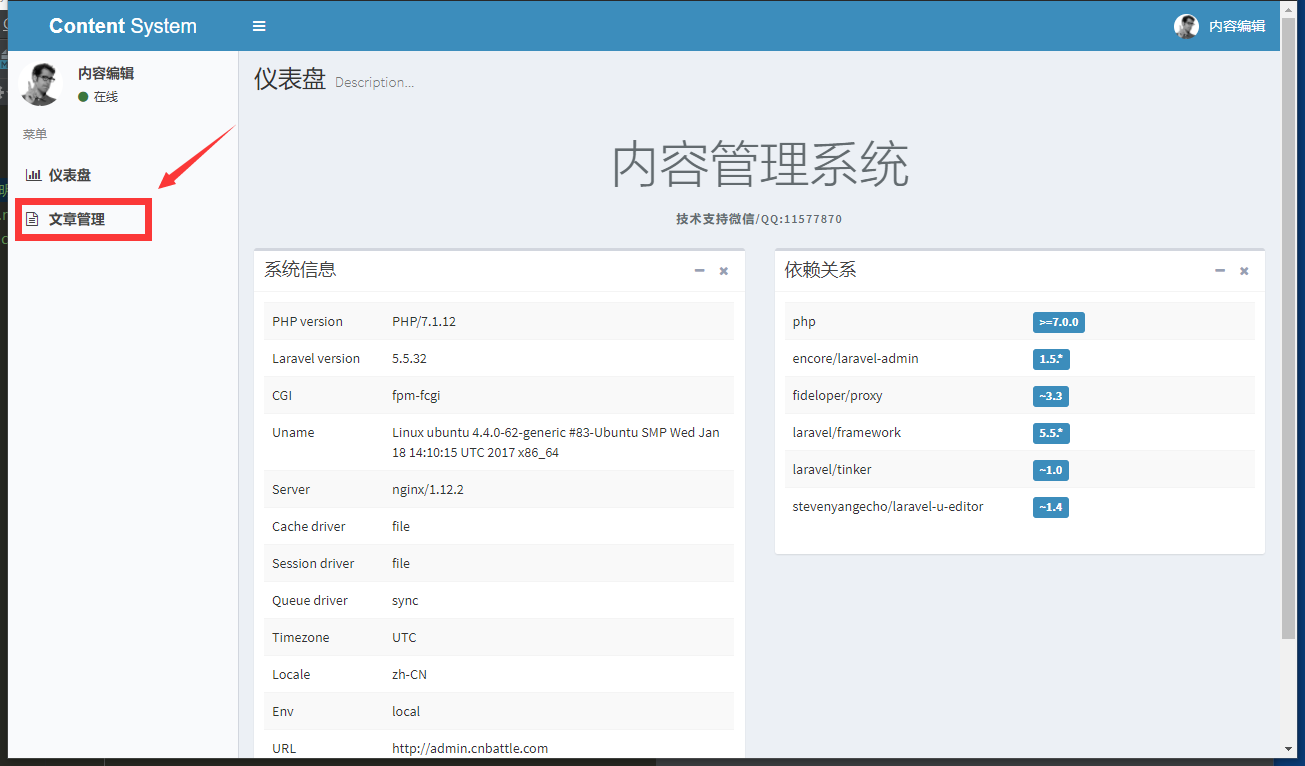 Content System
内容编辑
内容编辑
在线
菜单
仪表盘
文章管理
仪表盘 Description...
内容管理系统
技术支持微信/QQ:11577870
系统信息
PHP version PHP/7.1.12
Laravel version 5.5.32
CGI fpm-fcgi
Uname Linux ubuntu 4.4.0-62-generic #83-Ubuntu SMP Wed Jan
18 14:10:15 UTC 2017 x86_64
Server nginx/1.12.2
Cache driver file
Session driver file
Queue driver sync
Timezone UTC
Locale zh-CN
Env local
URL http://admin.cnbattle.com
依赖关系
php >=7.0.0
encore/laravel-admin 1.5.*
fideloper/proxy ~3.3
laravel/framework 5.5.*
laravel/tinker ~1.0
stevenyangecho/laravel-u-editor ~1.4